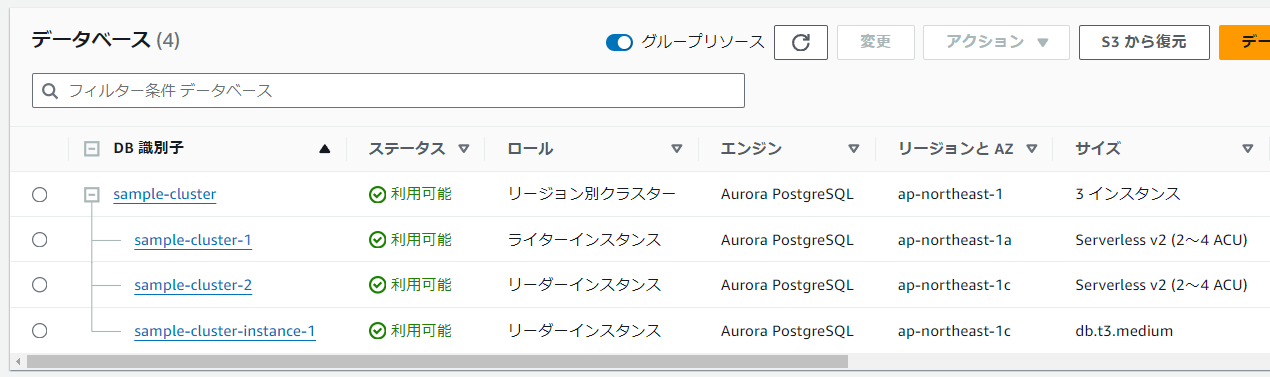 データベース (4)
グループリソース
変更
アクション
S3 から復元
デー
フィルター条件 データベース
DB 識別子 ステータス ロール エンジン リージョンと AZ サイズ
sample-cluster 利用可能 リージョン別クラスター Aurora PostgreSQL ap-northeast-1 3 インスタンス
sample-cluster-1 利用可能 ライターインスタンス Aurora PostgreSQL ap-northeast-1a Serverless v2 (2～4 ACU)
sample-cluster-2 利用可能 リーダーインスタンス Aurora PostgreSQL ap-northeast-1c Serverless v2 (2～4 ACU)
sample-cluster-instance-1 利用可能 リーダーインスタンス Aurora PostgreSQL ap-northeast-1c db.t3.medium